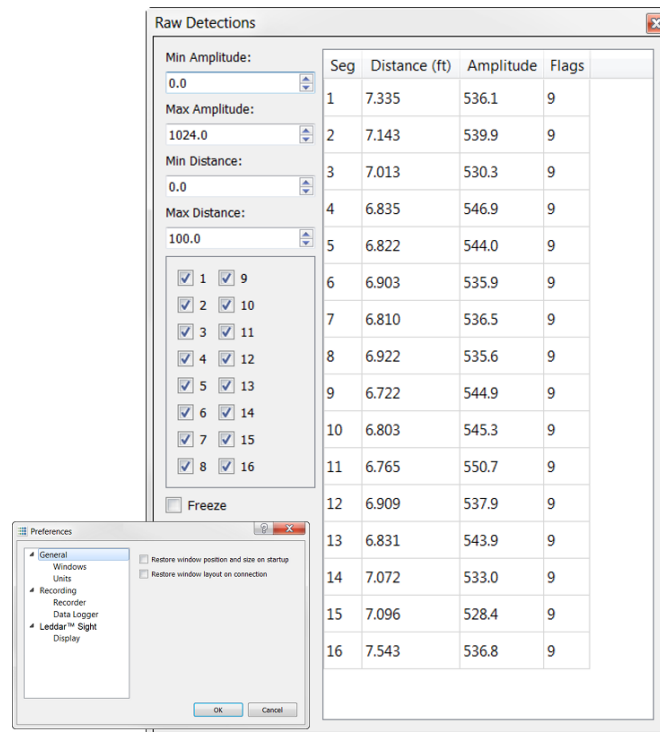 Raw Detections
Min Amplitude:
0.0
Max Amplitude:
1024.0
Min Distance:
0.0
Max Distance:
100.0
1 9
2 10
3 11
4 12
5 13
6 14
7 15
8 16
Freeze
Seg Distance (ft) Amplitude Flags
1 7.335 536.1 9
2 7.143 539.9 9
3 7.013 530.3 9
4 6.835 546.9 9
5 6.822 544.0 9
6 6.903 535.9 9
7 6.810 536.5 9
8 6.922 535.6 9
9 6.722 544.9 9
10 6.803 545.3 9
11 6.765 550.7 9
12 6.909 537.9 9
13 6.831 543.9 9
14 7.072 533.0 9
15 7.096 528.4 9
16 7.543 536.8 9
Preferences
General
Windows
Units
Recording
Recorder
Data Logger
Leddar™ Sight
Display
Restore window position and size on startup
Restore window layout on connection
OK Cancel